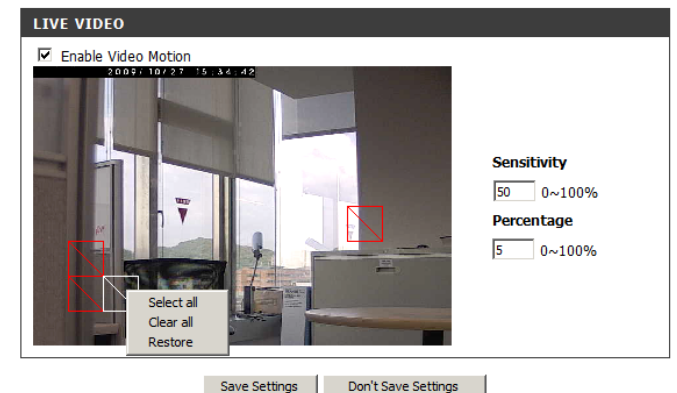 LIVE VIDEO
Enable Video Motion
2009/10/27 15:34:42
Sensitivity
50 0~100%
Percentage
5 0~100%
Select all
Clear all
Restore
Save Settings Don't Save Settings